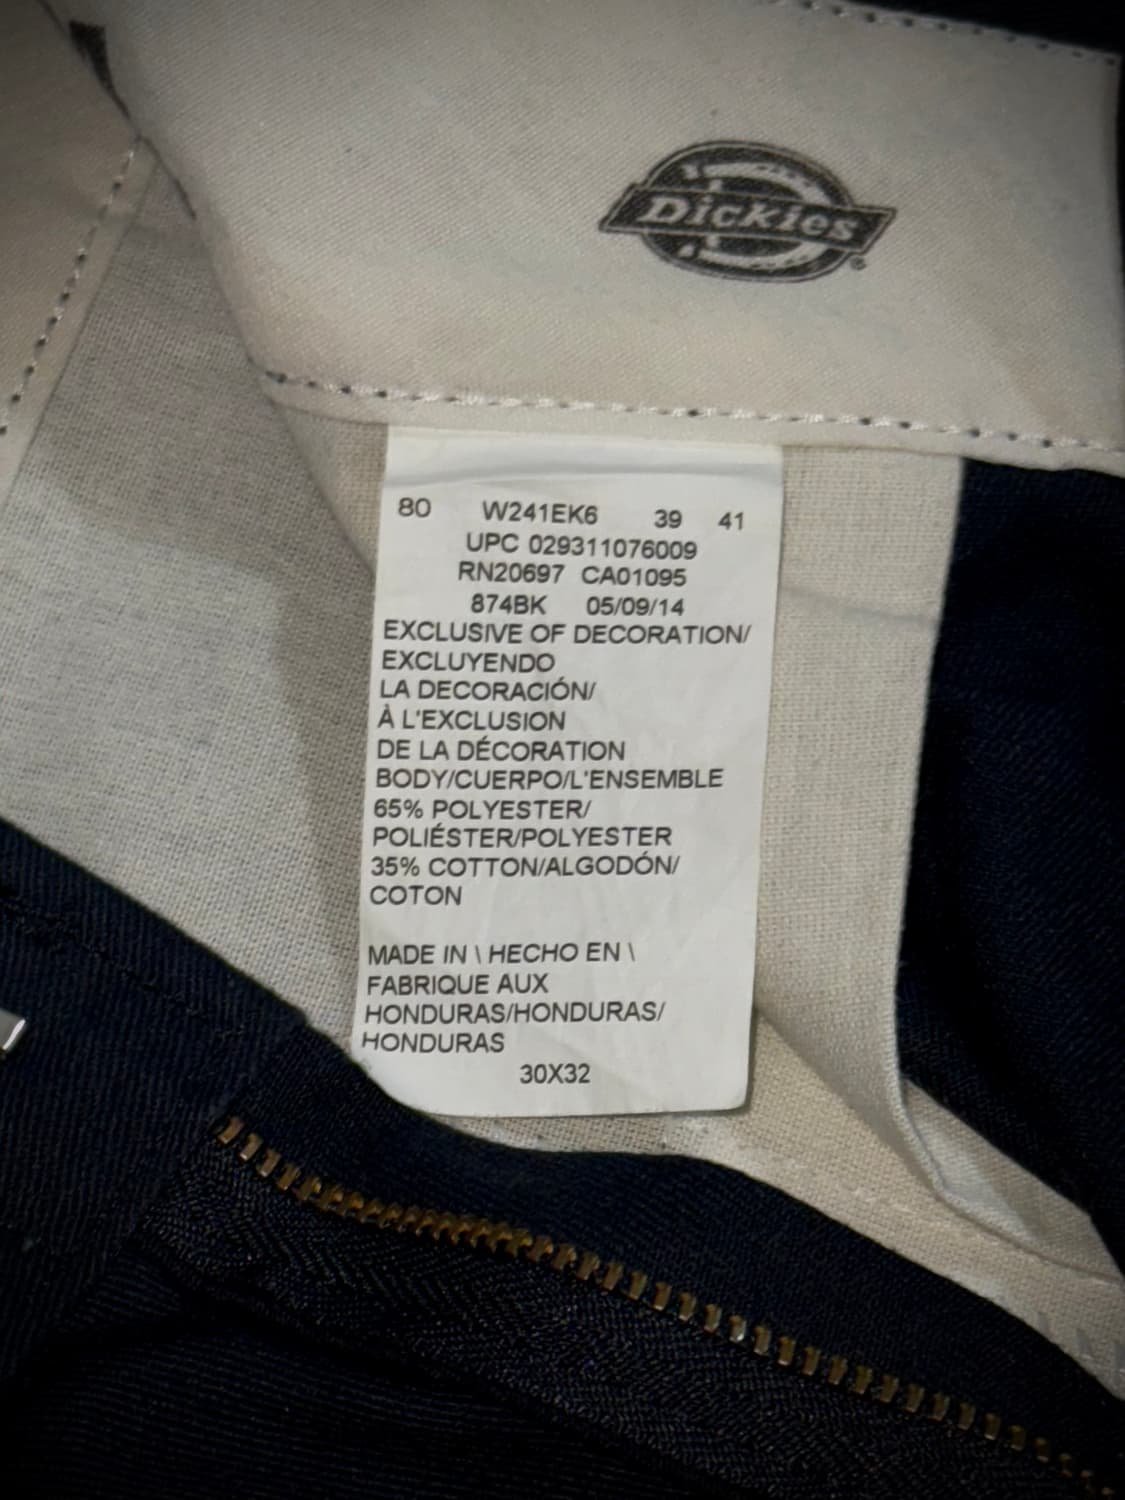 Dickies®
80 W241EK6 39 41
UPC 029311076009
RN20697 CA01095
874BK 05/09/14
EXCLUSIVE OF DECORATION/
EXCLUYENDO
LA DECORACIÓN/
À L'EXCLUSION
DE LA DÉCORATION
BODY/CUERPO/L'ENSEMBLE
65% POLYESTER/
POLIÉSTER/POLYESTER
35% COTTON/ALGODÓN/
COTON
MADE IN \ HECHO EN \
FABRIQUE AUX
HONDURAS/HONDURAS/
HONDURAS
30X32